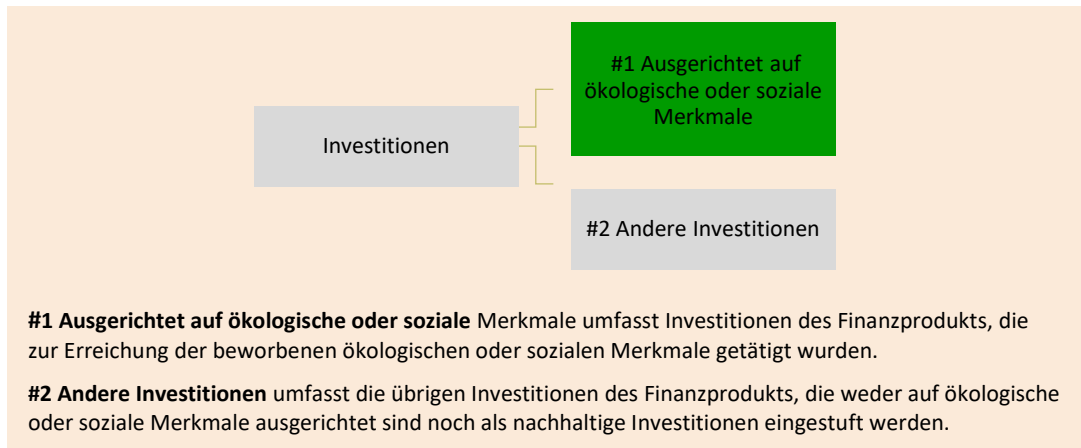 #1 Ausgerichtet auf
ökologische oder soziale
Merkmale
Investitionen
#2 Andere Investitionen
#1 Ausgerichtet auf ökologische oder soziale Merkmale umfasst Investitionen des Finanzprodukts, die
zur Erreichung der beworbenen ökologischen oder sozialen Merkmale getätigt wurden.
#2 Andere Investitionen umfasst die übrigen Investitionen des Finanzprodukts, die weder auf ökologische
oder soziale Merkmale ausgerichtet sind noch als nachhaltige Investitionen eingestuft werden.